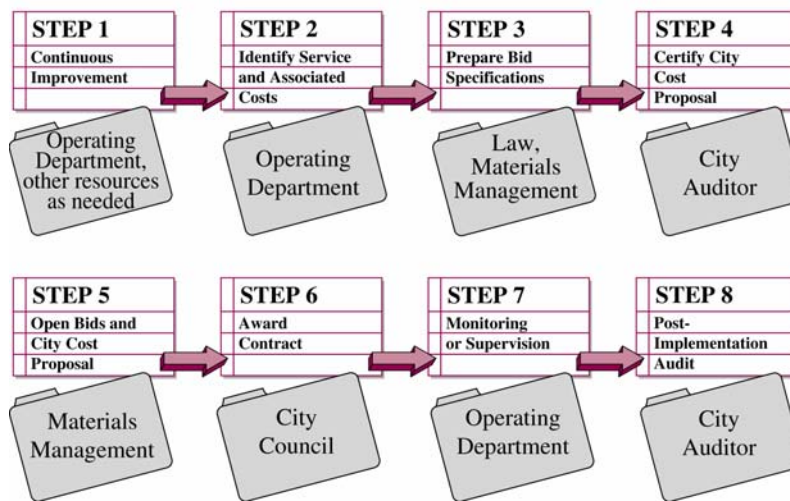 STEP 1
Continuous
Improvement
Operating
Department,
other resources
as needed
STEP 2
Identify Service
and Associated
Costs
Operating
Department
STEP 3
Prepare Bid
Specifications
Law,
Materials
Management
STEP 4
Certify City
Cost
Proposal
City
Auditor
STEP 5
Open Bids and
City Cost
Proposal
Materials
Management
STEP 6
Award
Contract
City
Council
STEP 7
Monitoring
or Supervision
Operating
Department
STEP 8
Post-
Implementation
Audit
City
Auditor